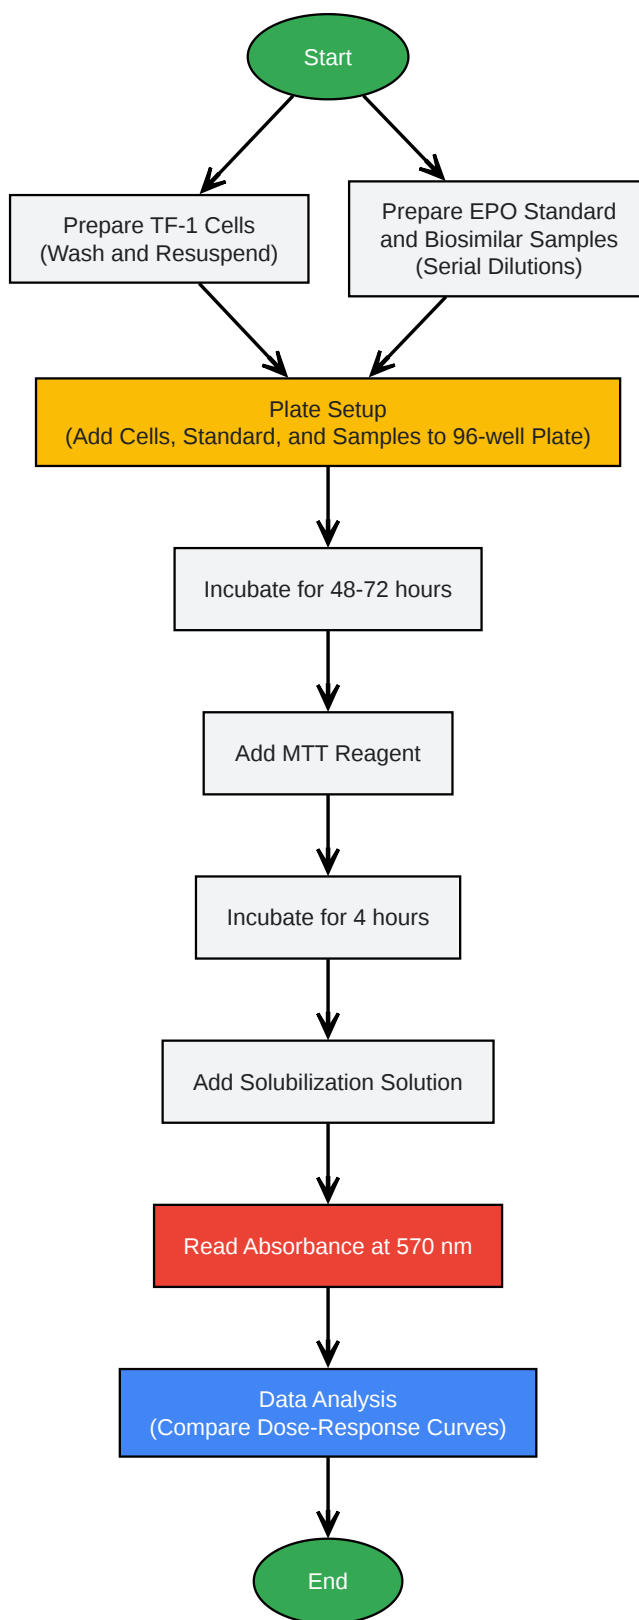 Start
Prepare TF-1 Cells
(Wash and Resuspend)
Prepare EPO Standard
and Biosimilar Samples
(Serial Dilutions)
Plate Setup
(Add Cells, Standard, and Samples to 96-well Plate)
Incubate for 48-72 hours
Add MTT Reagent
Incubate for 4 hours
Add Solubilization Solution
Read Absorbance at 570 nm
Data Analysis
(Compare Dose-Response Curves)
End